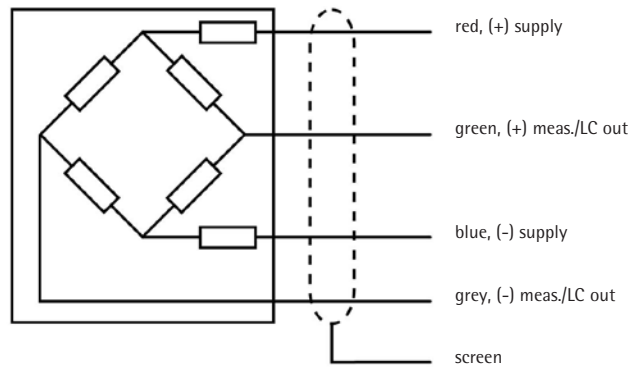 red, (+) supply
green, (+) meas./LC out
blue, (-) supply
grey, (-) meas./LC out
screen